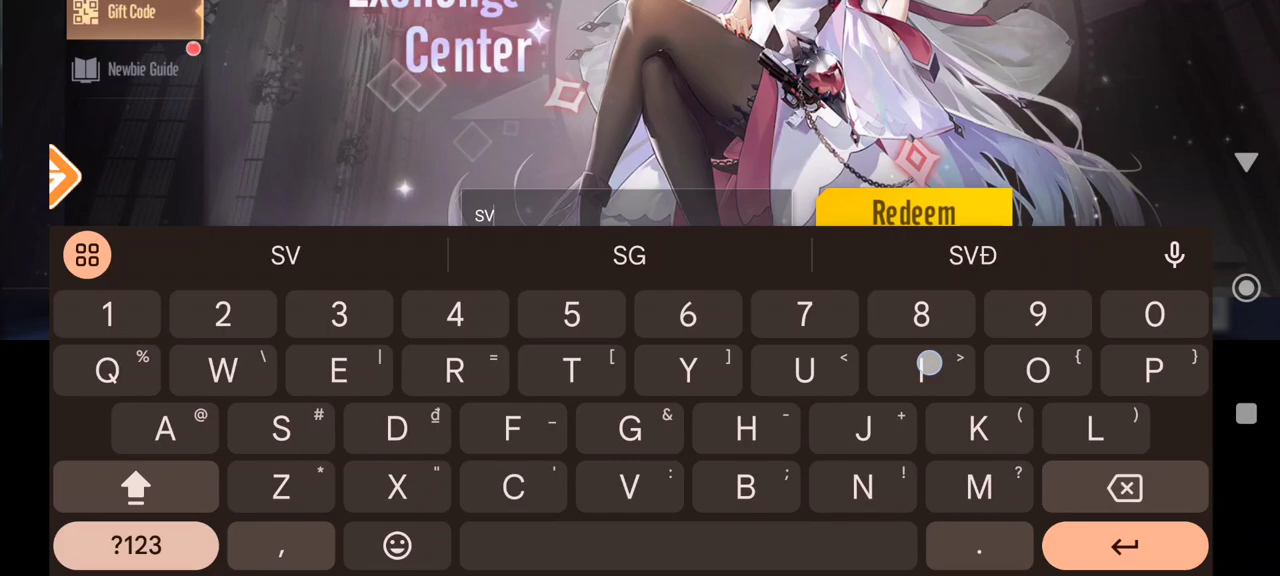 Gift Code
Exchange
Center
Newbie Guide
SV
Redeem
SV SG SVĐ
1 2 3 4 5 6 7 8 9 0
Q % W \ E | R = T [ Y ] U < I > O { P }
A @ S # D ₫ F _ G & H - J + K ( L )
Z * X " C ' V : B ; N ! M ?
?123 , .